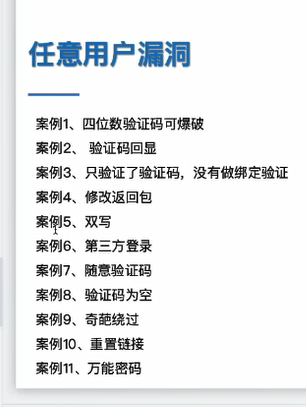 任意用户漏洞
案例1、四位数验证码可爆破
案例2、 验证码回显
案例3、只验证了验证码，没有做绑定验证
案例4、修改返回包
案例5、双写
案例6、第三方登录
案例7、随意验证码
案例8、验证码为空
案例9、奇葩绕过
案例10、重置链接
案例11、万能密码